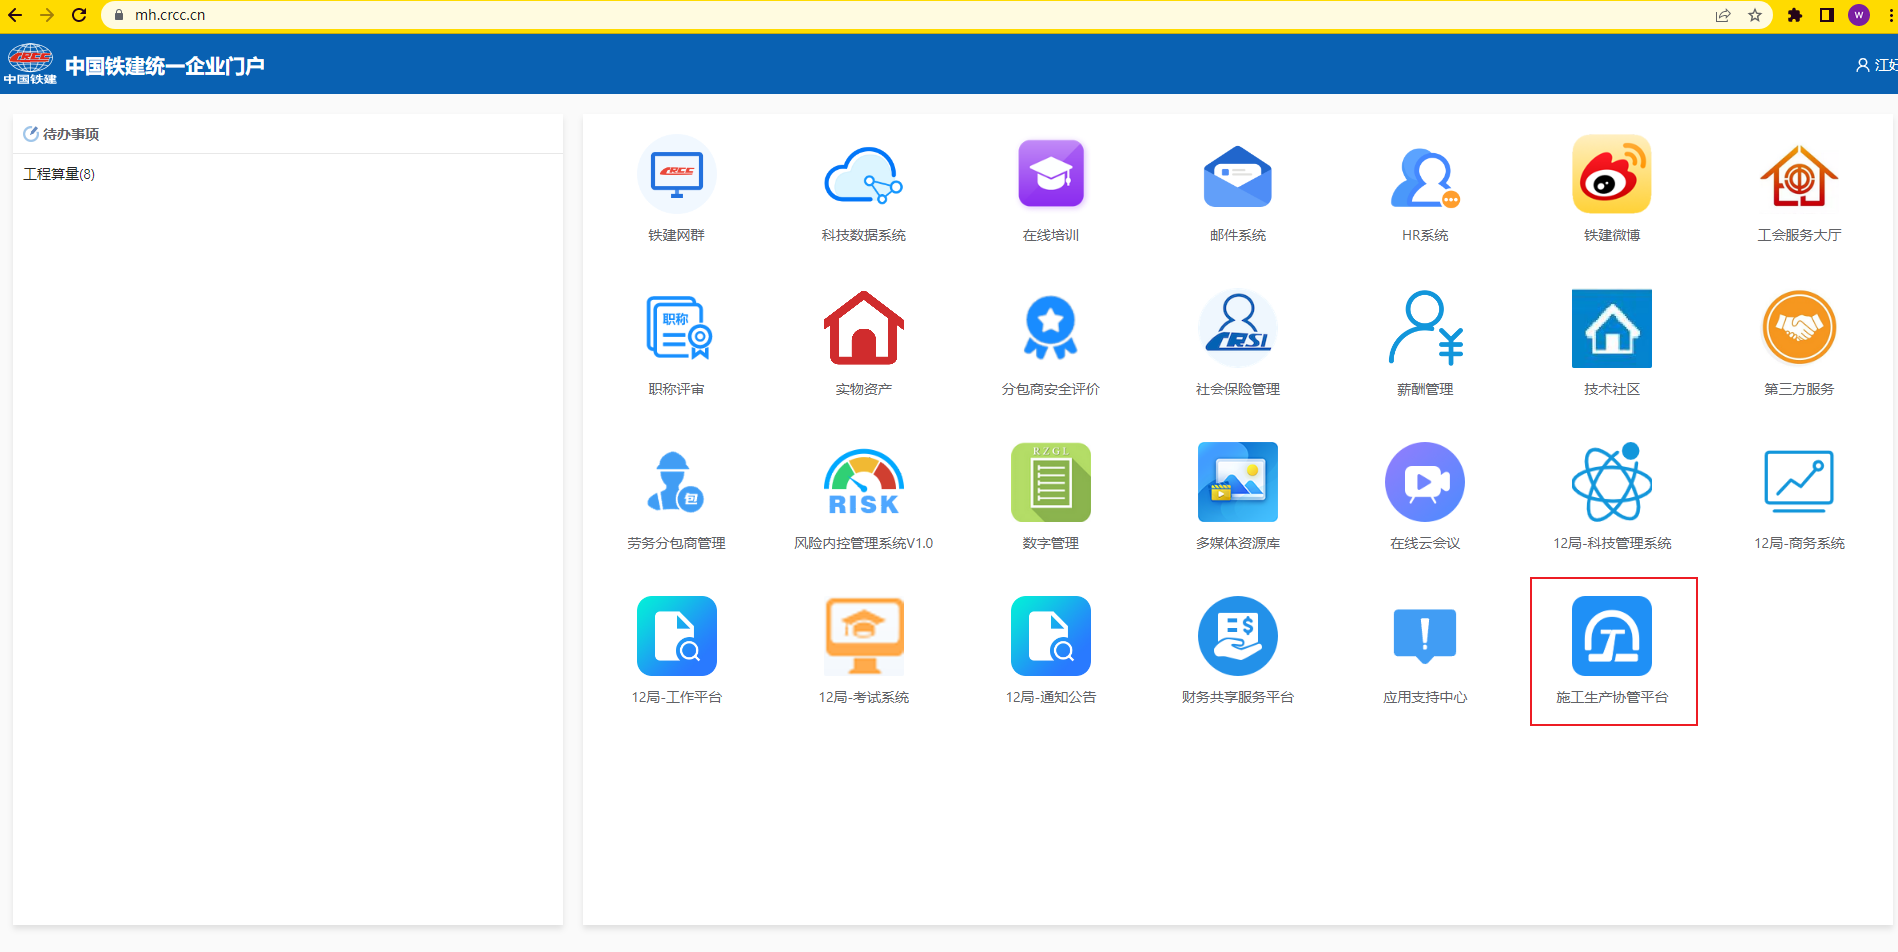 mh.crcc.cn
W
CRCC
中国铁建
中国铁建统一企业门户
待办事项
工程算量(8)
CRCC
铁建网群
科技数据系统
在线培训
邮件系统
HR系统
铁建微博
工会服务大厅
职称
职称评审
实物资产
分包商安全评价
CRSI
社会保险管理
薪酬管理
技术社区
第三方服务
包
劳务分包商管理
RISK
风险内控管理系统V1.0
RZGL
数字管理
多媒体资源库
在线云会议
12局-科技管理系统
12局-商务系统
12局-工作平台
12局-考试系统
12局-通知公告
财务共享服务平台
应用支持中心
施工生产协管平台